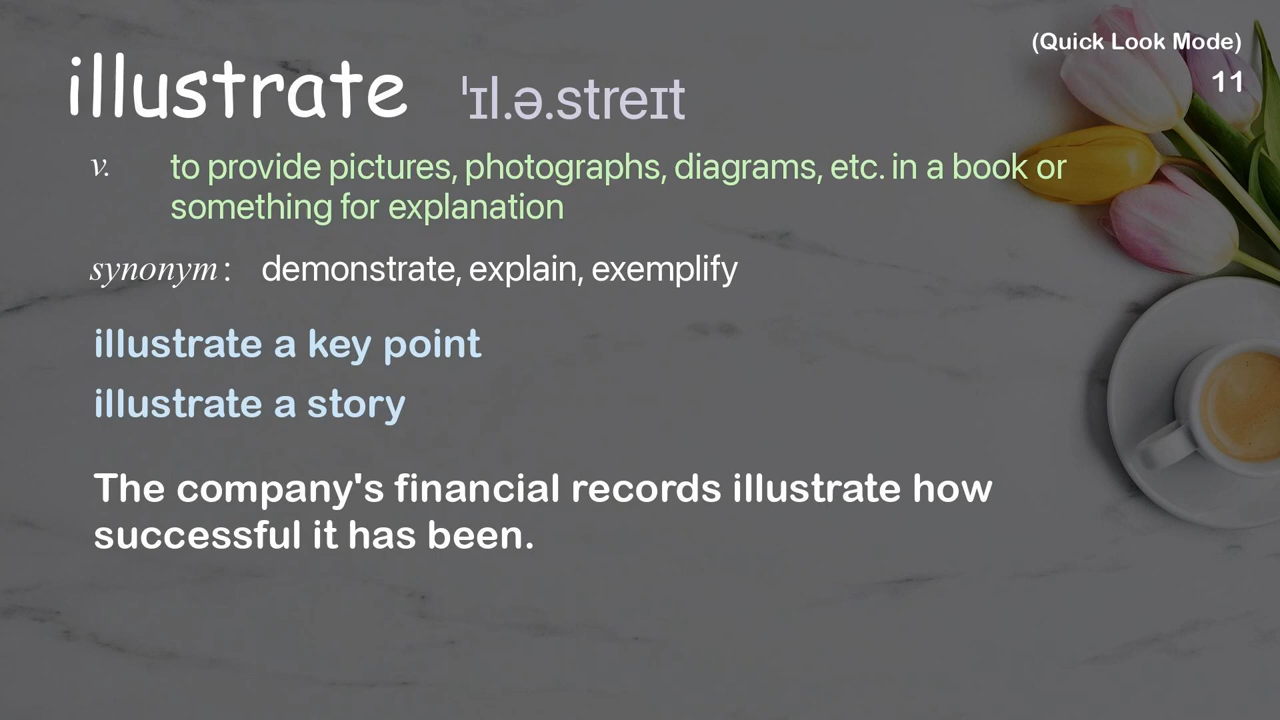 (Quick Look Mode)
11
illustrate ˈɪl.ə.streɪt
v. to provide pictures, photographs, diagrams, etc. in a book or
something for explanation
synonym: demonstrate, explain, exemplify
illustrate a key point
illustrate a story
The company's financial records illustrate how
successful it has been.